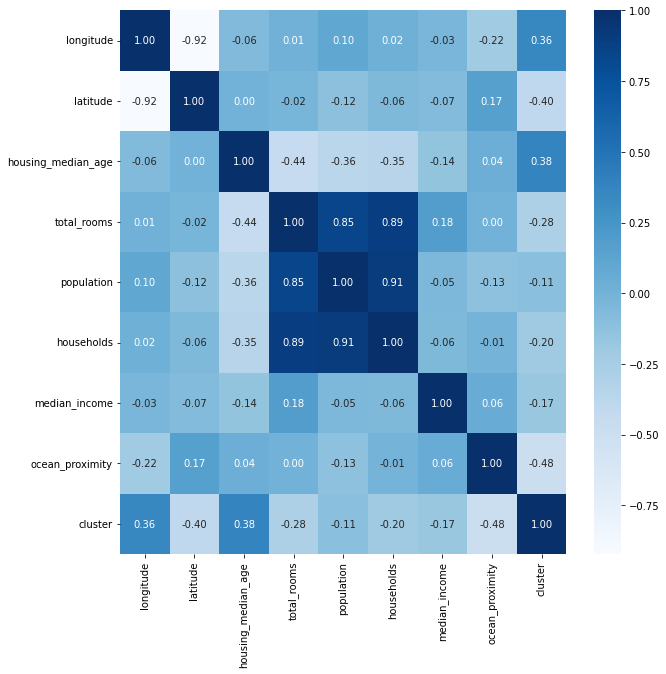 longitude 1.00 -0.92 -0.06 0.01 0.10 0.02 -0.03 -0.22 0.36
latitude -0.92 1.00 0.00 -0.02 -0.12 -0.06 -0.07 0.17 -0.40
housing_median_age -0.06 0.00 1.00 -0.44 -0.36 -0.35 -0.14 0.04 0.38
total_rooms 0.01 -0.02 -0.44 1.00 0.85 0.89 0.18 0.00 -0.28
population 0.10 -0.12 -0.36 0.85 1.00 0.91 -0.05 -0.13 -0.11
households 0.02 -0.06 -0.35 0.89 0.91 1.00 -0.06 -0.01 -0.20
median_income -0.03 -0.07 -0.14 0.18 -0.05 -0.06 1.00 0.06 -0.17
ocean_proximity -0.22 0.17 0.04 0.00 -0.13 -0.01 0.06 1.00 -0.48
cluster 0.36 -0.40 0.38 -0.28 -0.11 -0.20 -0.17 -0.48 1.00
longitude
latitude
housing_median_age
total_rooms
population
households
median_income
ocean_proximity
cluster
1.00
0.75
0.50
0.25
0.00
−0.25
−0.50
−0.75